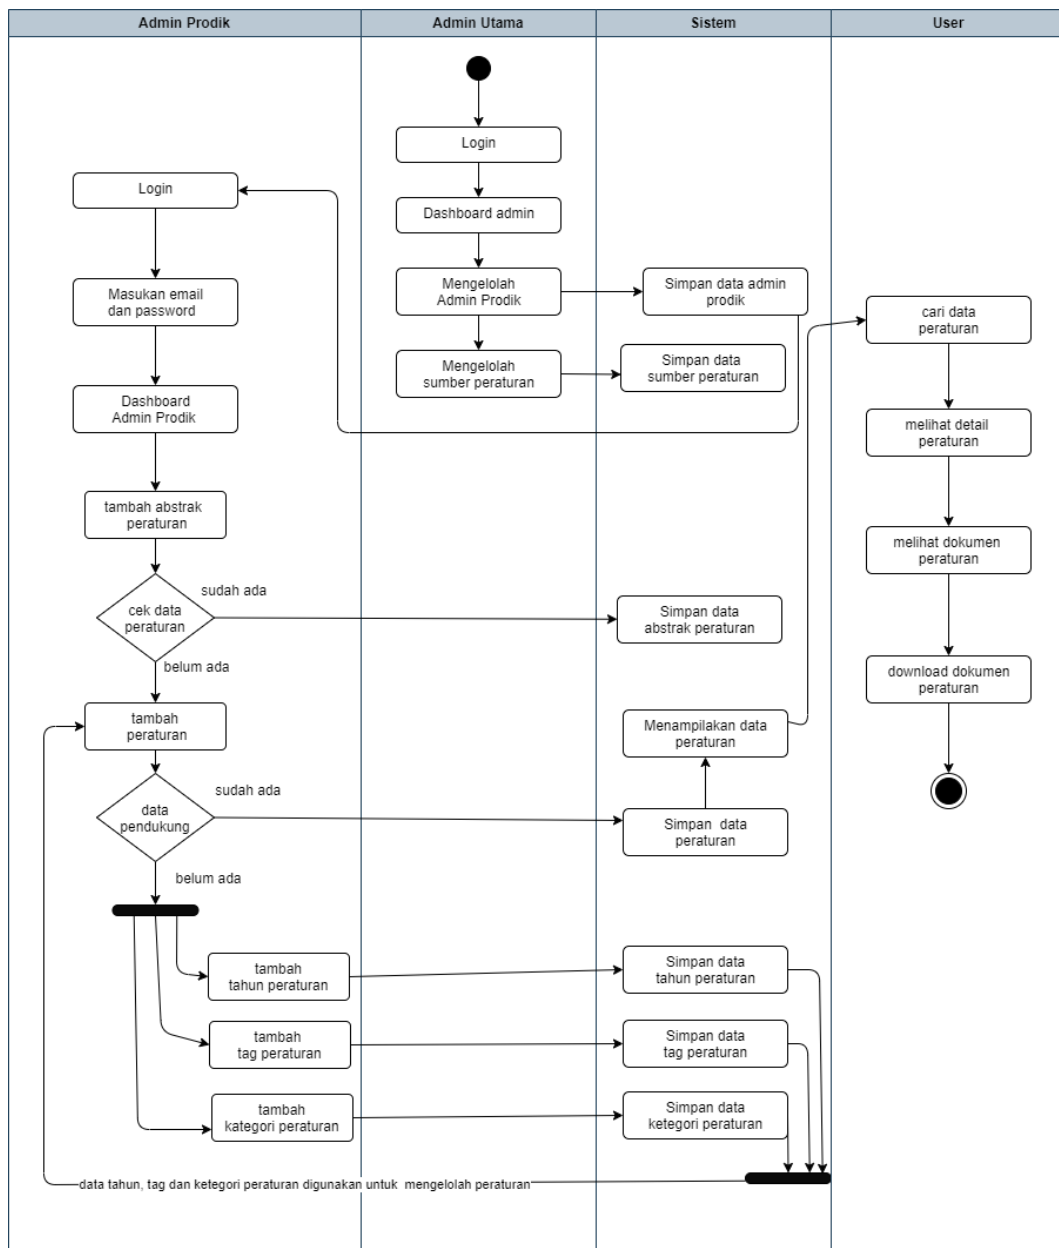 Admin Prodik
Admin Utama
Sistem
User
Login
Dashboard admin
Mengelolah
Admin Prodik
Mengelolah
sumber peraturan
Simpan data admin
prodik
Simpan data
sumber peraturan
Login
Masukan email
dan password
Dashboard
Admin Prodik
tambah abstrak
peraturan
cek data
peraturan
sudah ada
belum ada
Simpan data
abstrak peraturan
tambah
peraturan
data
pendukung
sudah ada
belum ada
Menampilakan data
peraturan
Simpan  data
peraturan
cari data
peraturan
melihat detail
peraturan
melihat dokumen
peraturan
download dokumen
peraturan
tambah
tahun peraturan
Simpan data
tahun peraturan
tambah
tag peraturan
Simpan data
tag peraturan
tambah
kategori peraturan
Simpan data
ketegori peraturan
data tahun, tag dan ketegori peraturan digunakan untuk  mengelolah peraturan